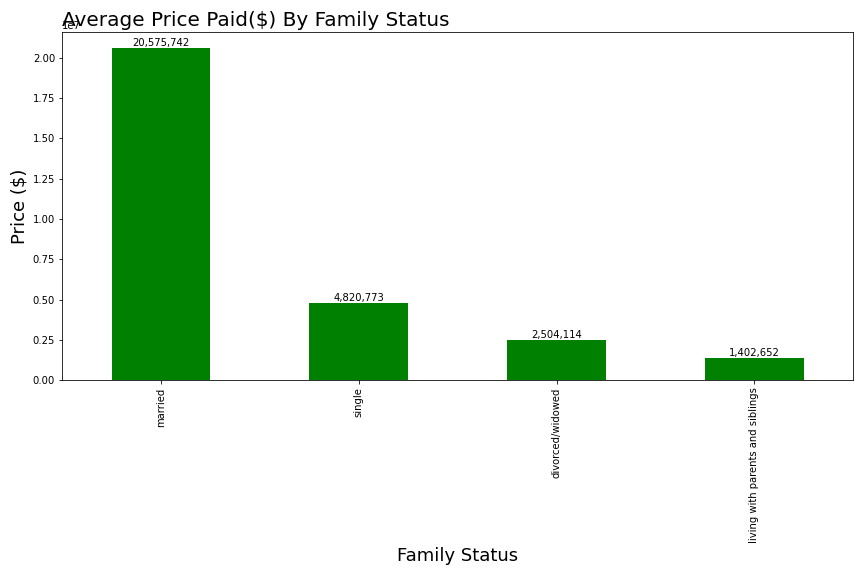 Average Price Paid($) By Family Status
1e7
20,575,742
2.00
1.75
1.50
1.25
1.00
0.75
0.50
0.25
0.00
Price ($)
4,820,773
2,504,114
1,402,652
married
single
divorced/widowed
living with parents and siblings
Family Status